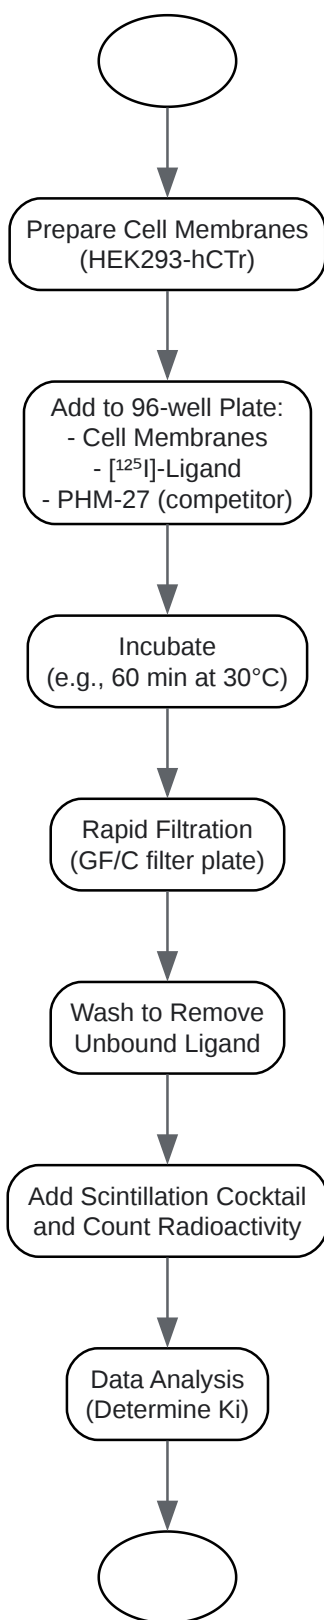 Prepare Cell Membranes
(HEK293-hCTr)
Add to 96-well Plate:
- Cell Membranes
- [¹²⁵I]-Ligand
- PHM-27 (competitor)
Incubate
(e.g., 60 min at 30°C)
Rapid Filtration
(GF/C filter plate)
Wash to Remove
Unbound Ligand
Add Scintillation Cocktail
and Count Radioactivity
Data Analysis
(Determine Ki)